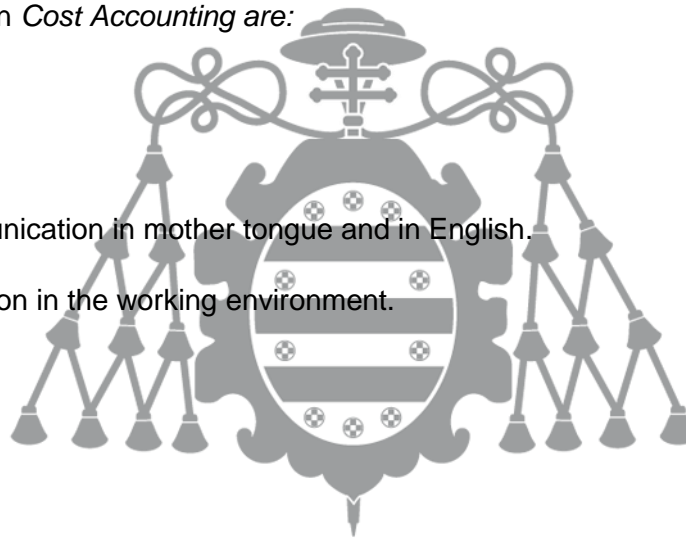 n Cost Accounting are:
unication in mother tongue and in English.
on in the working environment.